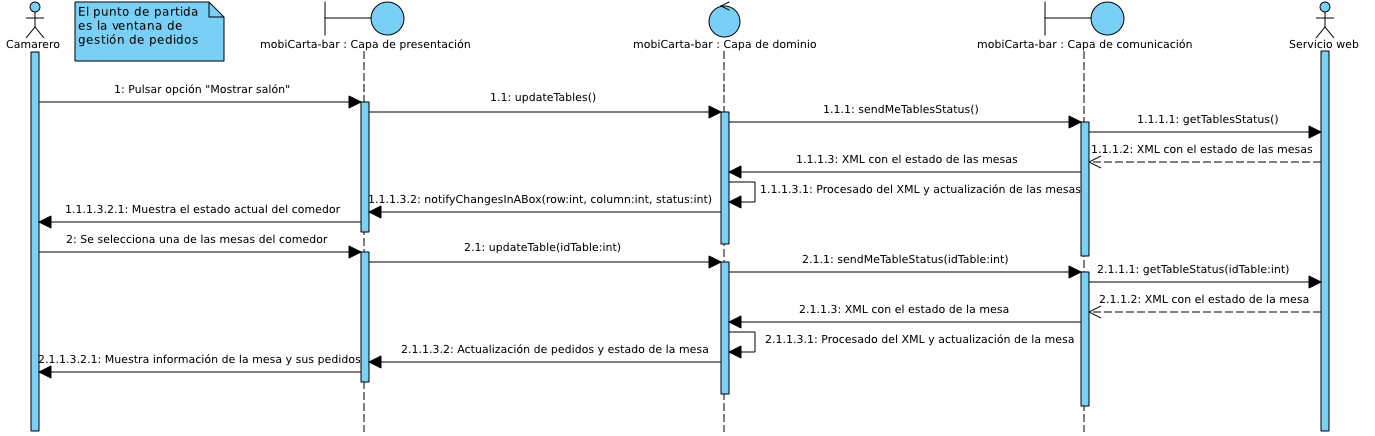 El punto de partida
es la ventana de
gestión de pedidos
Camarero
mobiCarta-bar : Capa de presentación
mobiCarta-bar : Capa de dominio
mobiCarta-bar : Capa de comunicación
Servicio web
1: Pulsar opción "Mostrar salón"
1.1: updateTables()
1.1.1: sendMeTablesStatus()
1.1.1.1: getTablesStatus()
1.1.1.2: XML con el estado de las mesas
1.1.1.3: XML con el estado de las mesas
1.1.1.3.1: Procesado del XML y actualización de las mesas
1.1.1.3.2: notifyChangesInABox(row:int, column:int, status:int)
1.1.1.3.2.1: Muestra el estado actual del comedor
2: Se selecciona una de las mesas del comedor
2.1: updateTable(idTable:int)
2.1.1: sendMeTableStatus(idTable:int)
2.1.1.1: getTableStatus(idTable:int)
2.1.1.2: XML con el estado de la mesa
2.1.1.3: XML con el estado de la mesa
2.1.1.3.1: Procesado del XML y actualización de la mesa
2.1.1.3.2: Actualización de pedidos y estado de la mesa
2.1.1.3.2.1: Muestra información de la mesa y sus pedidos